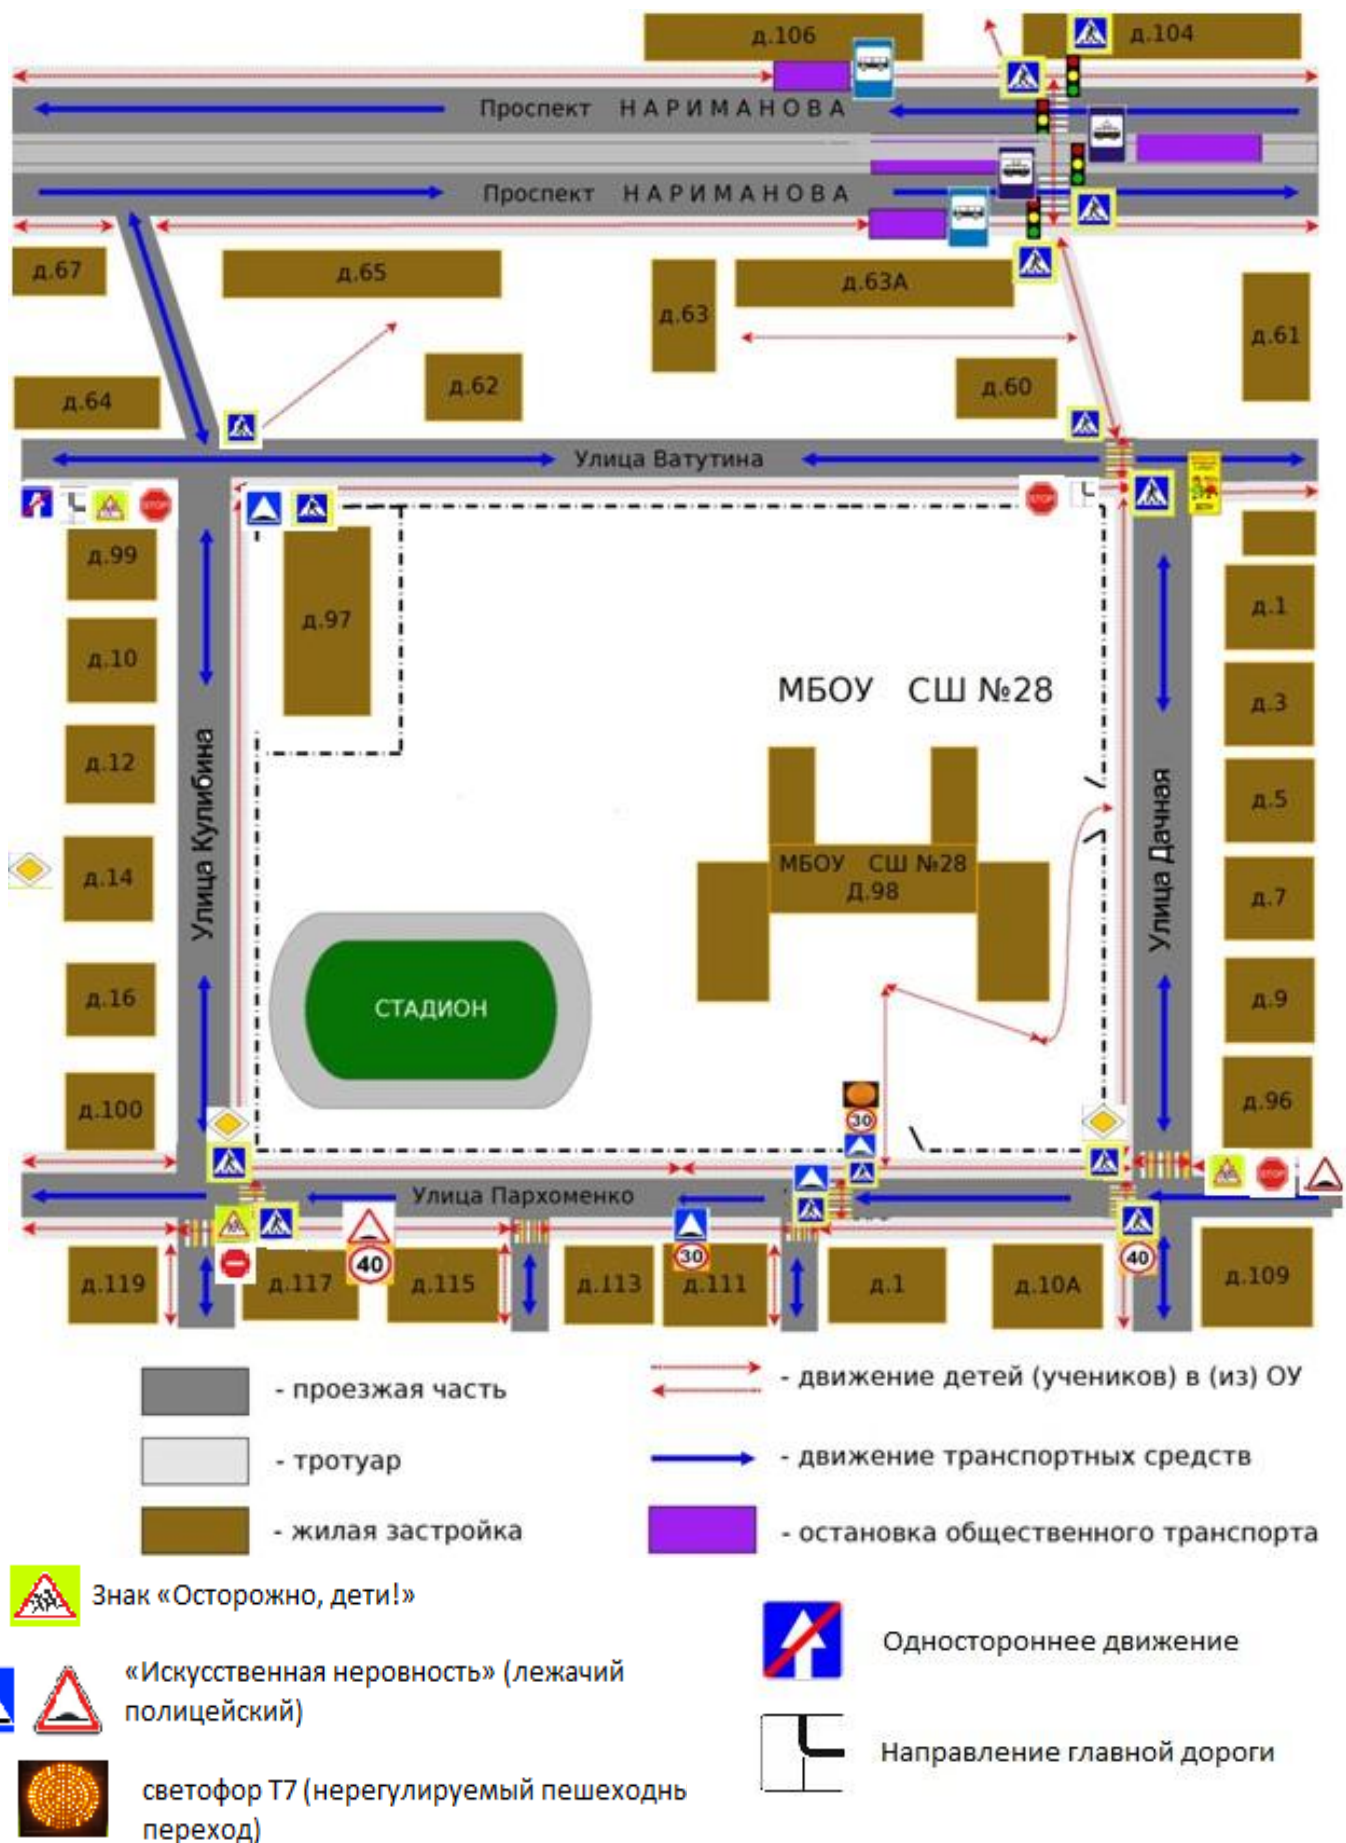 д.106
д.104
Проспект НАРИМАНОВА
Проспект НАРИМАНОВА
д.67
д.65
д.63
д.63А
д.61
д.64
д.62
д.60
Улица Ватутина
STOP
STOP
д.99
д.97
д.1
д.10
МБОУ СШ №28
д.3
д.12
Улица Кулибина
д.5
Улица Дачная
д.14
МБОУ СШ №28
Д.98
д.7
д.16
СТАДИОН
д.9
д.100
30
д.96
STOP
Улица Пархоменко
д.119
д.117
40
д.115
д.113
30
д.111
д.1
д.10А
40
д.109
- проезжая часть
- движение детей (учеников) в (из) ОУ
- тротуар
- движение транспортных средств
- жилая застройка
- остановка общественного транспорта
Знак «Осторожно, дети!»
Одностороннее движение
«Искусственная неровность» (лежачий
полицейский)
Направление главной дороги
светофор Т7 (нерегулируемый пешеходнь
переход)